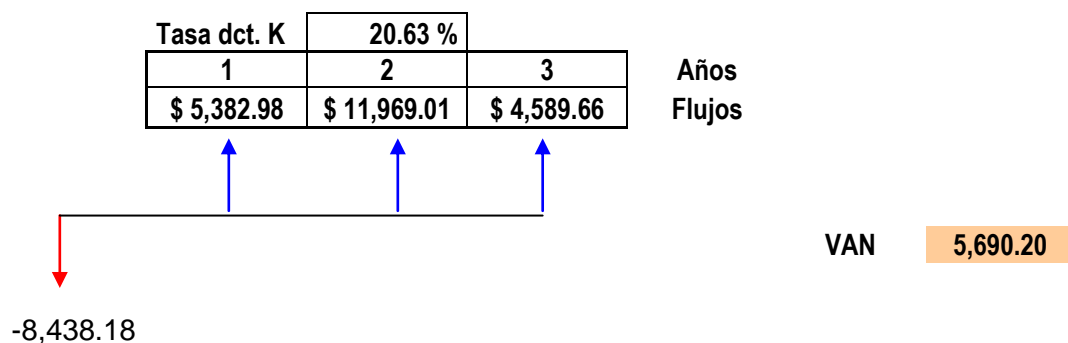 Tasa dct. K 20.63 %
1 2 3 Años
$ 5,382.98 $ 11,969.01 $ 4,589.66 Flujos
VAN 5,690.20
-8,438.18